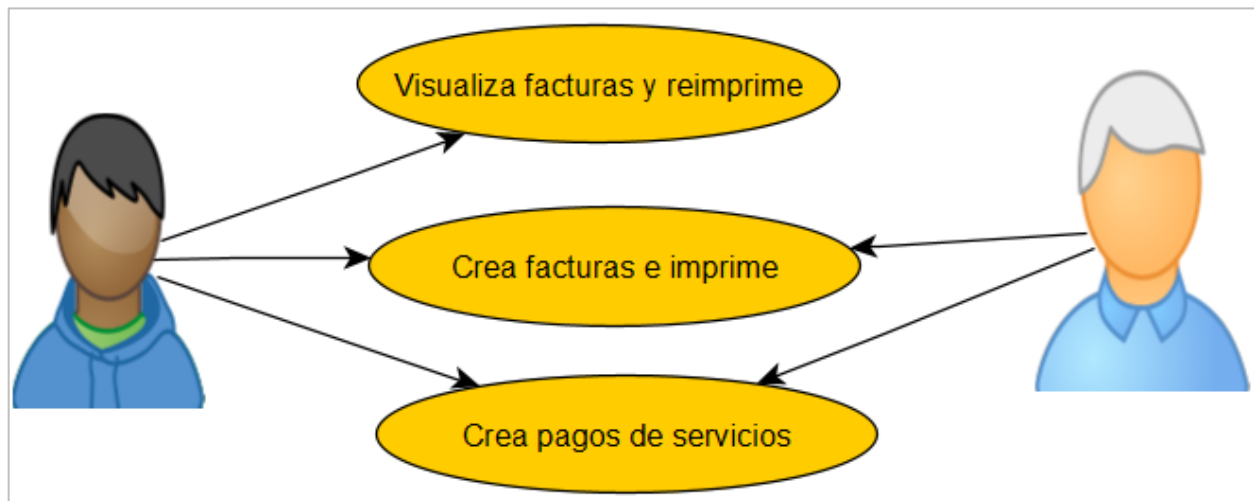 Visualiza facturas y reimprime
Crea facturas e imprime
Crea pagos de servicios